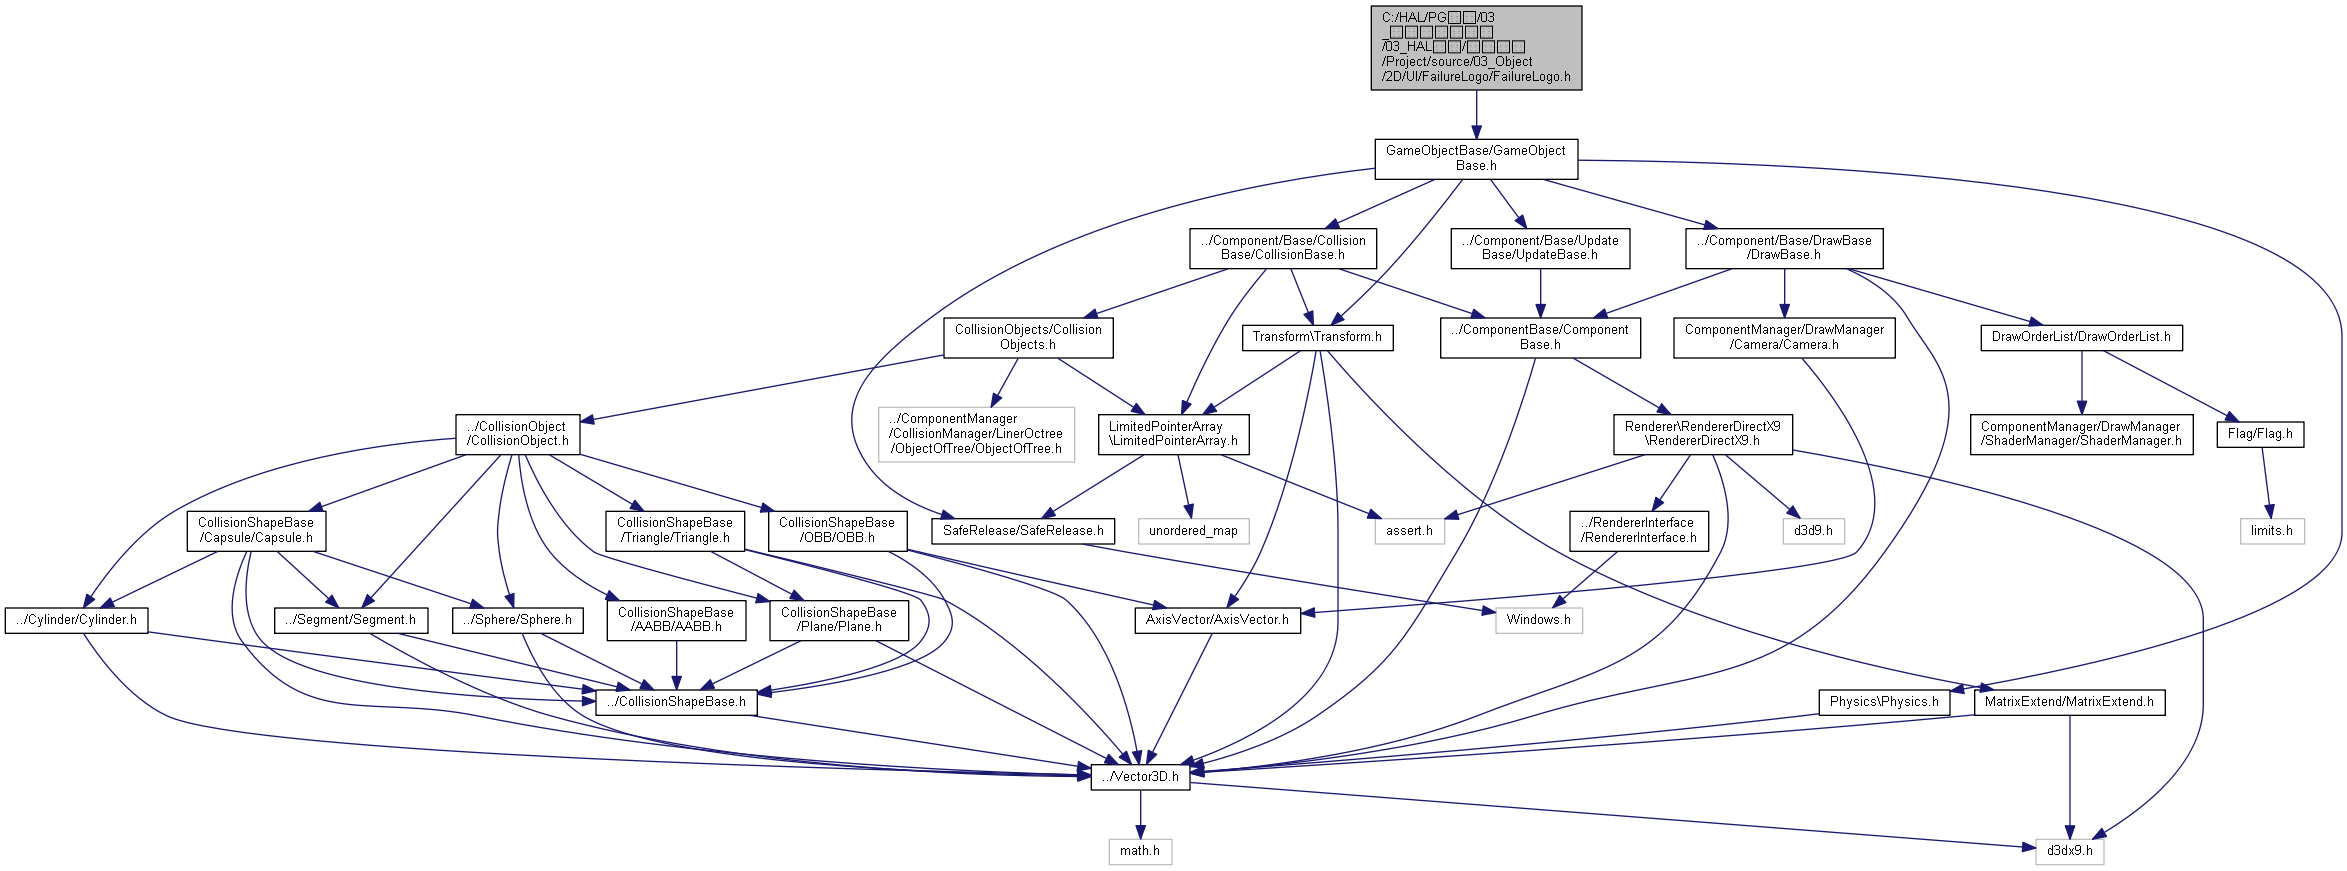 C:/HAL/PG□□/03
_□□□□□□□
/03_HAL□□/□□□□
/Project/source/03_Object
/2D/UI/FailureLogo/FailureLogo.h
GameObjectBase/GameObject
Base.h
../Component/Base/Collision
Base/CollisionBase.h
../Component/Base/Update
Base/UpdateBase.h
../Component/Base/DrawBase
/DrawBase.h
CollisionObjects/Collision
Objects.h
Transform\Transform.h
../ComponentBase/Component
Base.h
ComponentManager/DrawManager
/Camera/Camera.h
DrawOrderList/DrawOrderList.h
../CollisionObject
/CollisionObject.h
../ComponentManager
/CollisionManager/LinerOctree
/ObjectOfTree/ObjectOfTree.h
LimitedPointerArray
\LimitedPointerArray.h
Renderer\RendererDirectX9
\RendererDirectX9.h
ComponentManager/DrawManager
/ShaderManager/ShaderManager.h
Flag/Flag.h
CollisionShapeBase
/Capsule/Capsule.h
CollisionShapeBase
/Triangle/Triangle.h
CollisionShapeBase
/OBB/OBB.h
SafeRelease/SafeRelease.h
unordered_map
assert.h
../RendererInterface
/RendererInterface.h
d3d9.h
limits.h
../Cylinder/Cylinder.h
../Segment/Segment.h
../Sphere/Sphere.h
CollisionShapeBase
/AABB/AABB.h
CollisionShapeBase
/Plane/Plane.h
AxisVector/AxisVector.h
Windows.h
../CollisionShapeBase.h
Physics\Physics.h
MatrixExtend/MatrixExtend.h
../Vector3D.h
math.h
d3dx9.h